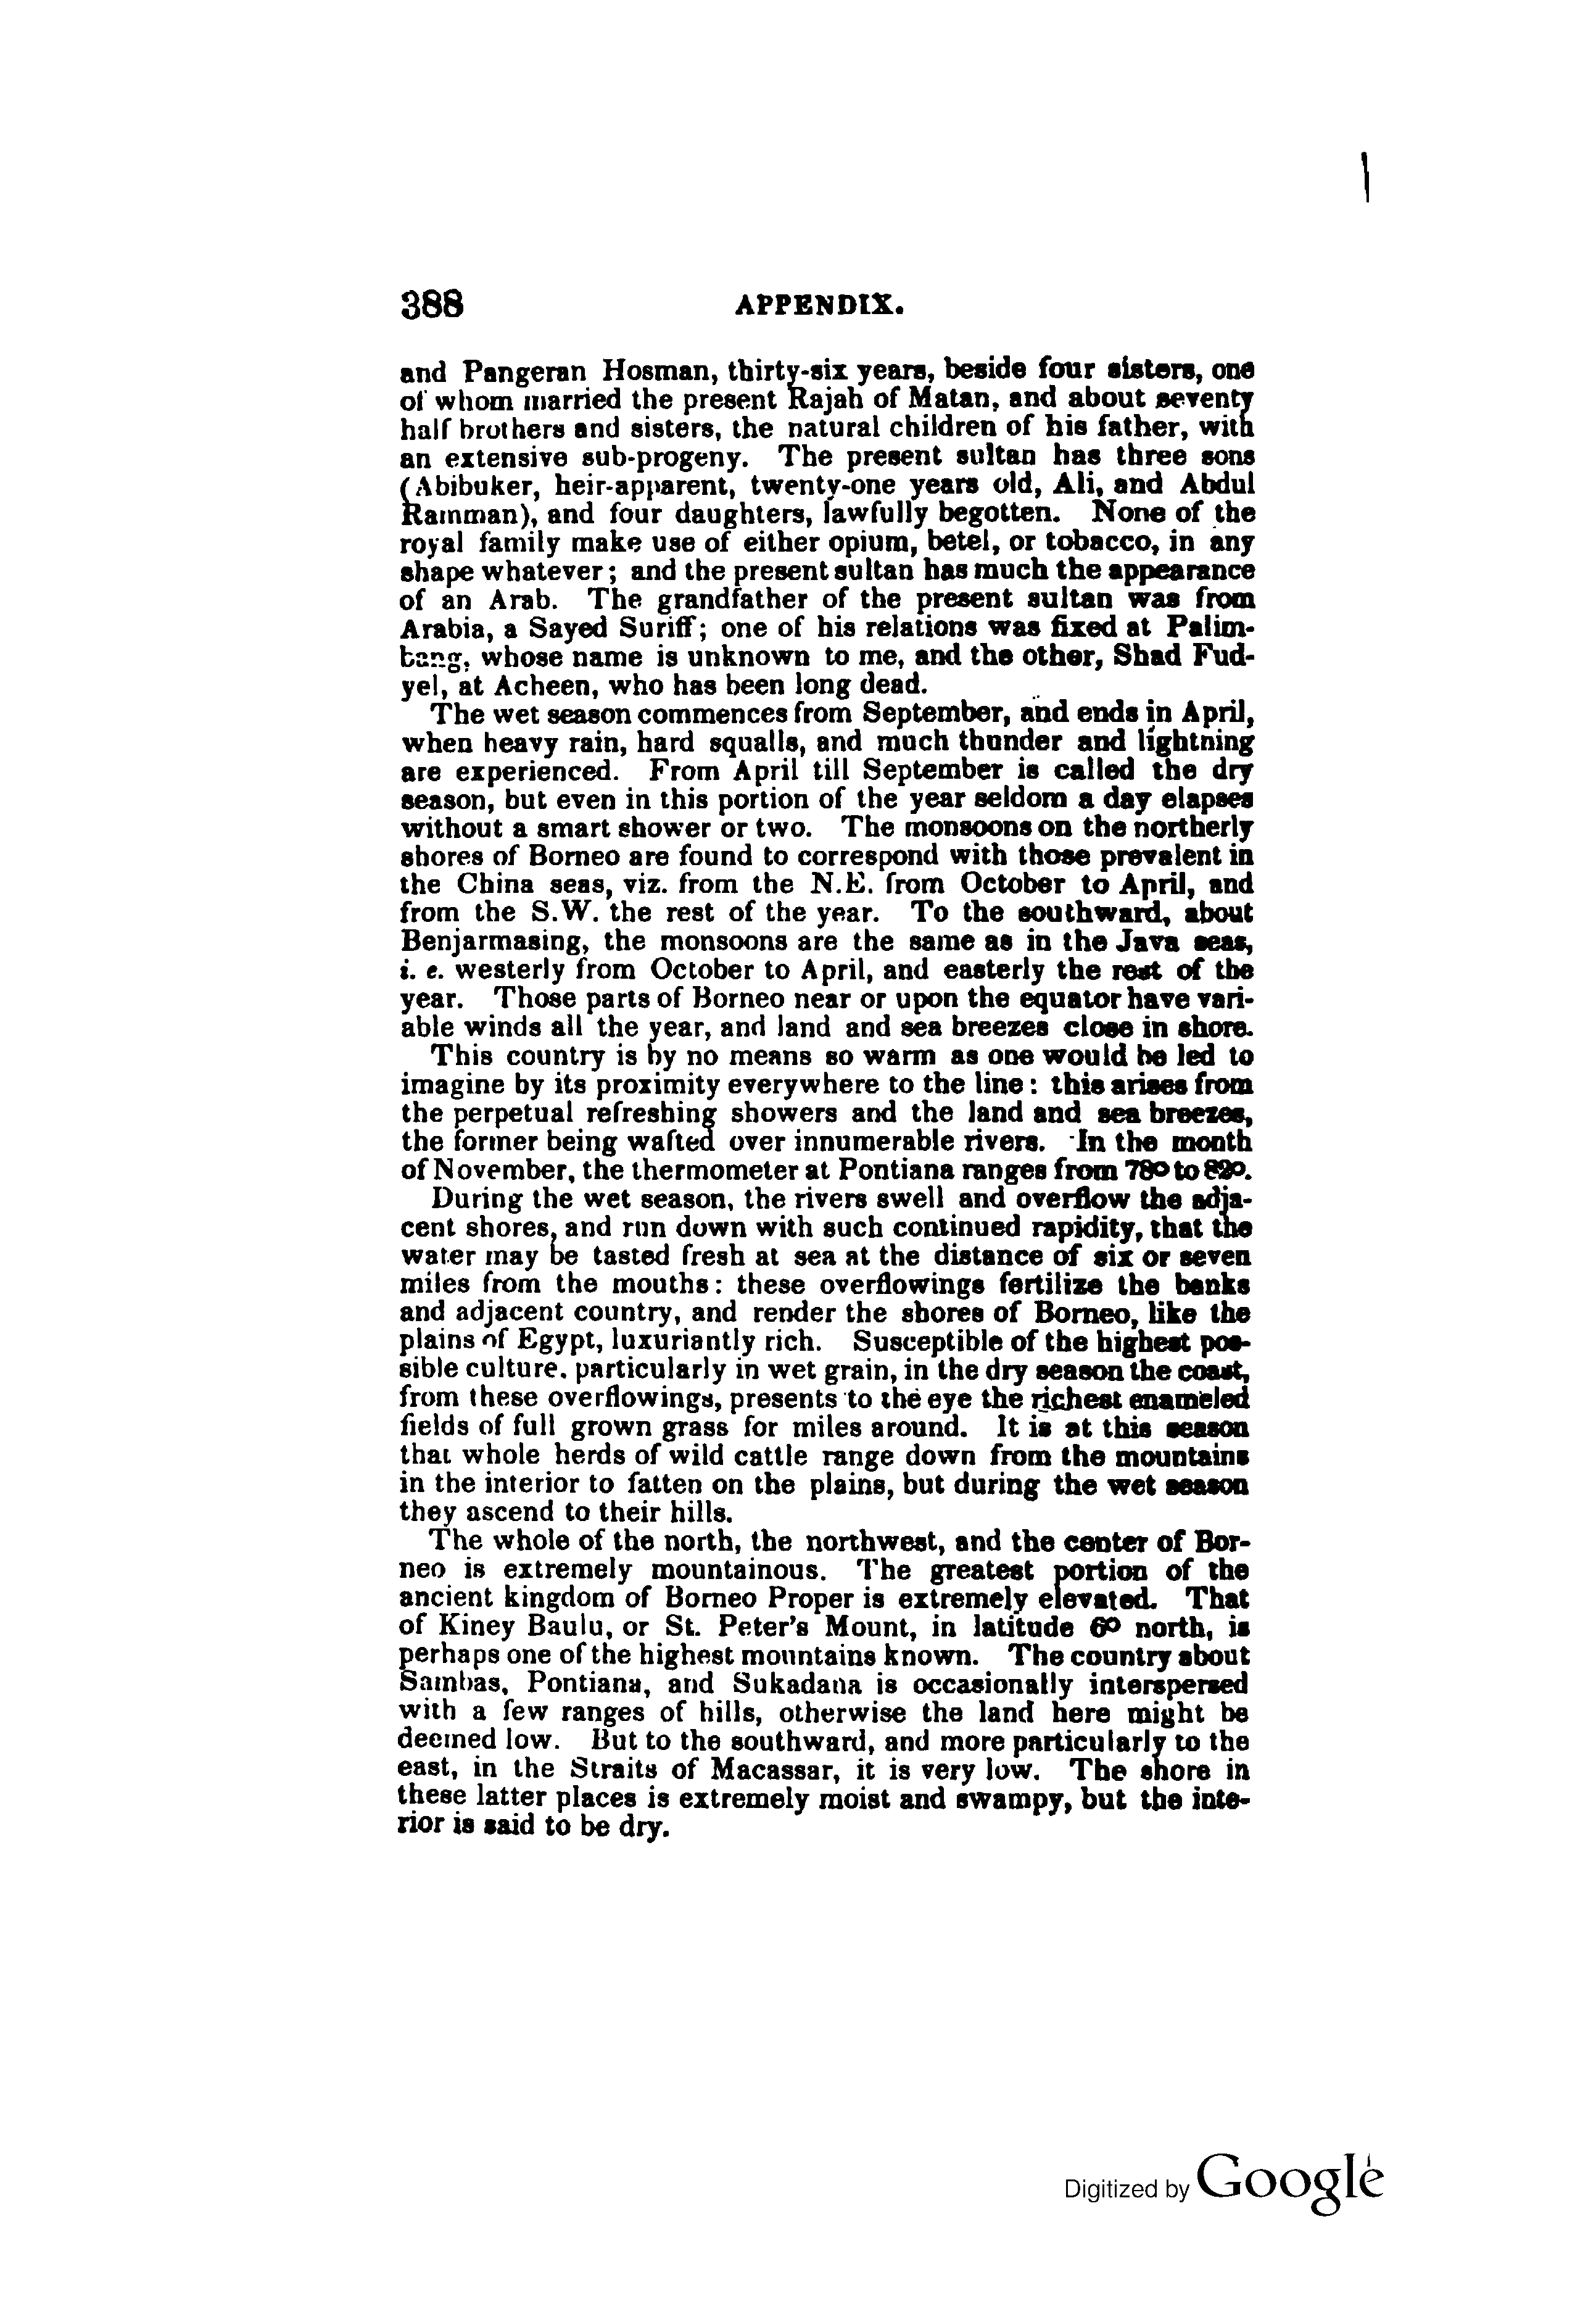 388 APPENDIX.
and Pangeran Hosman, thirty-six years, beside four sisters, one
of whom married the present Rajah of Matan, and about seventy
half brothers and sisters, the natural children of his father, with
an extensive sub-progeny. The present sultan has three sons
(Abibuker, heir-apparent, twenty-one years old, Ali, and Abdul
Ramman), and four daughters, lawfully begotten. None of the
royal family make use of either opium, betel, or tobacco, in any
shape whatever; and the present sultan has much the appearance
of an Arab. The grandfather of the present sultan was from
Arabia, a Sayed Suriff; one of his relations was fixed at Palim-
bang, whose name is unknown to me, and the other, Shad Fud-
yel, at Acheen, who has been long dead.
The wet season commences from September, and ends in April,
when heavy rain, hard squalls, and much thunder and lightning
are experienced. From April till September is called the dry
season, but even in this portion of the year seldom a day elapses
without a smart shower or two. The monsoons on the northerly
shores of Borneo are found to correspond with those prevalent in
the China seas, viz. from the N.E. from October to April, and
from the S.W. the rest of the year. To the southward, about
Benjarmasing, the monsoons are the same as in the Java seas,
i. e. westerly from October to April, and easterly the rest of the
year. Those parts of Borneo near or upon the equator have vari-
able winds all the year, and land and sea breezes close in shore.
This country is by no means so warm as one would be led to
imagine by its proximity everywhere to the line: this arises from
the perpetual refreshing showers and the land and sea breezes,
the former being wafted over innumerable rivers. In the month
of November, the thermometer at Pontiana ranges from 78° to 82°.
During the wet season, the rivers swell and overflow the adja-
cent shores, and run down with such continued rapidity, that the
water may be tasted fresh at sea at the distance of six or seven
miles from the mouths: these overflowings fertilize the banks
and adjacent country, and render the shores of Borneo, like the
plains of Egypt, luxuriantly rich. Susceptible of the highest pos-
sible culture, particularly in wet grain, in the dry season the coast,
from these overflowings, presents to the eye the richest enameled
fields of full grown grass for miles around. It is at this season
that whole herds of wild cattle range down from the mountains
in the interior to fatten on the plains, but during the wet season
they ascend to their hills.
The whole of the north, the northwest, and the center of Bor-
neo is extremely mountainous. The greatest portion of the
ancient kingdom of Borneo Proper is extremely elevated. That
of Kiney Baulu, or St. Peter's Mount, in latitude 6° north, is
perhaps one of the highest mountains known. The country about
Sambas, Pontiana, and Sukadana is occasionally interspersed
with a few ranges of hills, otherwise the land here might be
deemed low. But to the southward, and more particularly to the
east, in the Straits of Macassar, it is very low. The shore in
these latter places is extremely moist and swampy, but the inte-
rior is said to be dry.
Digitized by Google